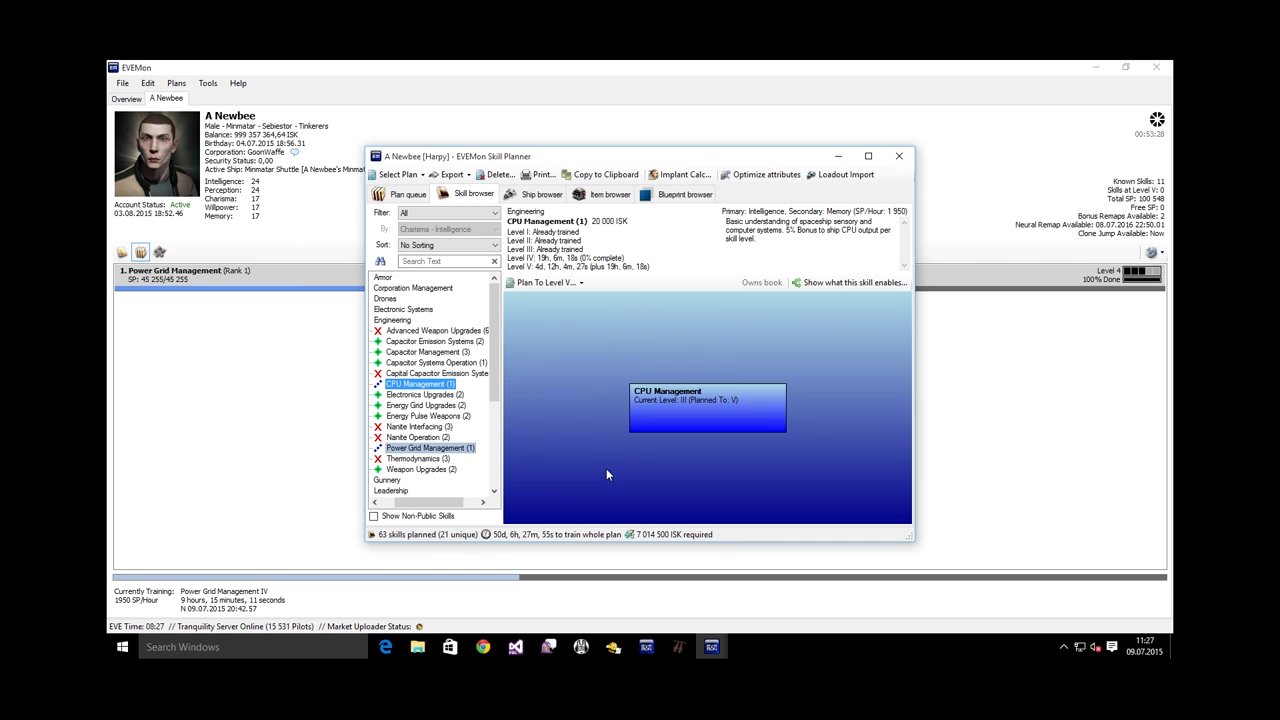 EVEMon
File Edit Plans Tools Help
Overview A Newbee
A Newbee
Male - Minmatar - Sebiestor - Tinkerers
Balance: 999 357 364,64 ISK
Birthday: 04.07.2015 18:56.31
Corporation: GoonWaffe
Security Status: 0,00
Active Ship: Minmatar Shuttle [A Newbee's Minmat
Intelligence: 24
Perception: 24
Charisma: 17
Willpower: 17
Memory: 17
Account Status: Active
03.08.2015 18:52.46
00:53:28
Known Skills: 11
Skills at Level V: 0
Total SP: 100 548
Free SP: 0
Bonus Remaps Available: 2
Neural Remap Available: 08.07.2016 22:50.01
Clone Jump Available: Now
1. Power Grid Management (Rank 1)
SP: 45 255/45 255
Level 4
100% Done
A Newbee [Harpy] - EVEMon Skill Planner
Select Plan Export Delete... Print... Copy to Clipboard Implant Calc... Optimize attributes Loadout Import
Plan queue Skill browser Ship browser Item browser Blueprint browser
Filter: All
By: Charisma - Intelligence
Sort: No Sorting
Search Text
Armor
Corporation Management
Drones
Electronic Systems
Engineering
Advanced Weapon Upgrades (6
Capacitor Emission Systems (2)
Capacitor Management (3)
Capacitor Systems Operation (1)
Capital Capacitor Emission Syste
CPU Management (1)
Electronics Upgrades (2)
Energy Grid Upgrades (2)
Energy Pulse Weapons (2)
Nanite Interfacing (3)
Nanite Operation (2)
Power Grid Management (1)
Thermodynamics (3)
Weapon Upgrades (2)
Gunnery
Leadership
Show Non-Public Skills
Engineering
CPU Management (1) 20 000 ISK
Level I: Already trained
Level II: Already trained
Level III: Already trained
Level IV: 19h, 6m, 18s (0% complete)
Level V: 4d, 12h, 4m, 27s (plus 19h, 6m, 18s)
Primary: Intelligence, Secondary: Memory (SP/Hour: 1 950)
Basic understanding of spaceship sensory and
computer systems. 5% Bonus to ship CPU output per
skill level.
Plan To Level V... Owns book Show what this skill enables...
CPU Management
Current Level: III (Planned To: V)
63 skills planned (21 unique) 50d, 6h, 27m, 55s to train whole plan 7 014 500 ISK required
Currently Training: Power Grid Management IV
1950 SP/Hour 9 hours, 15 minutes, 11 seconds
N 09.07.2015 20:42.57
EVE Time: 08:27 // Tranquility Server Online (15 531 Pilots) // Market Uploader Status:
Search Windows
11:27
09.07.2015